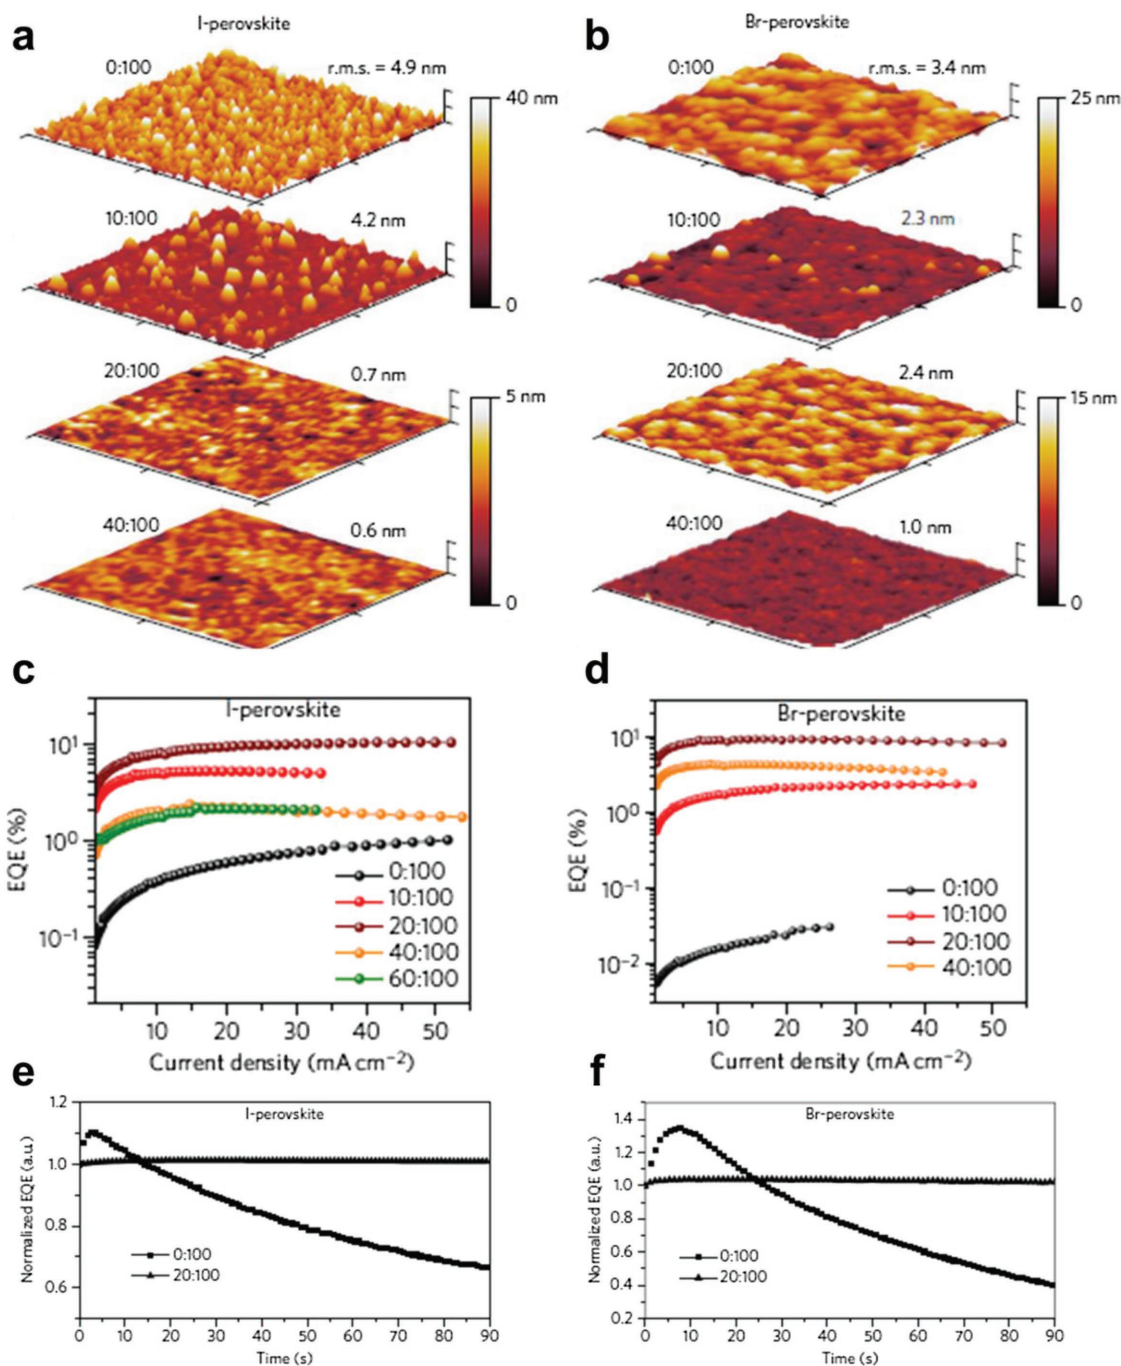 a
I-perovskite
0:100
r.m.s. = 4.9 nm
40 nm
10:100
4.2 nm
0
20:100
0.7 nm
5 nm
40:100
0.6 nm
0
b
Br-perovskite
0:100
r.m.s. = 3.4 nm
25 nm
10:100
2.3 nm
0
20:100
2.4 nm
15 nm
40:100
1.0 nm
0
c
I-perovskite
EQE (%)
10¹
10⁰
10⁻¹
0:100
10:100
20:100
40:100
60:100
10 20 30 40 50
Current density (mA cm⁻²)
d
Br-perovskite
EQE (%)
10¹
10⁰
10⁻¹
10⁻²
0:100
10:100
20:100
40:100
10 20 30 40 50
Current density (mA cm⁻²)
e
I-perovskite
Normalized EQE (a.u.)
1.2
1.0
0.8
0.6
0:100
20:100
0 10 20 30 40 50 60 70 80 90
Time (s)
f
Br-perovskite
Normalized EQE (a.u.)
1.4
1.2
1.0
0.8
0.6
0.4
0.2
0:100
20:100
0 10 20 30 40 50 60 70 80 90
Time (s)